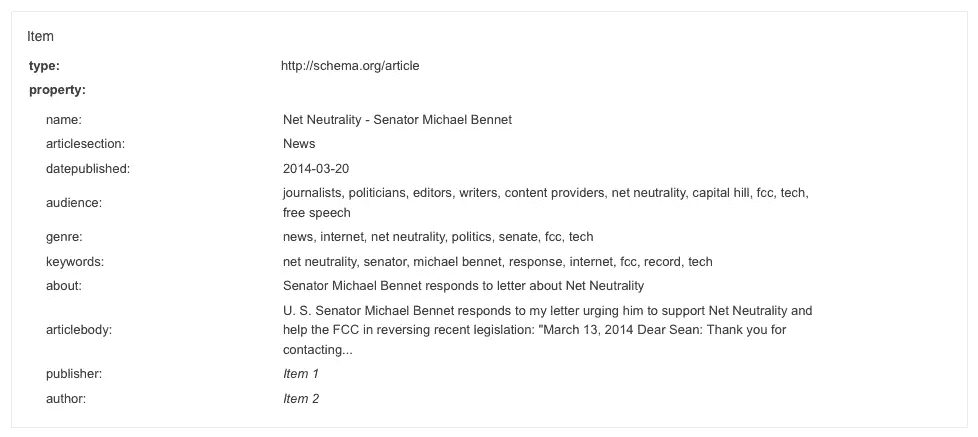 Item
type: http://schema.org/article
property:
name: Net Neutrality - Senator Michael Bennet
articlesection: News
datepublished: 2014-03-20
audience: journalists, politicians, editors, writers, content providers, net neutrality, capital hill, fcc, tech,
free speech
genre: news, internet, net neutrality, politics, senate, fcc, tech
keywords: net neutrality, senator, michael bennet, response, internet, fcc, record, tech
about: Senator Michael Bennet responds to letter about Net Neutrality
articlebody: U. S. Senator Michael Bennet responds to my letter urging him to support Net Neutrality and
help the FCC in reversing recent legislation: "March 13, 2014 Dear Sean: Thank you for
contacting...
publisher: Item 1
author: Item 2